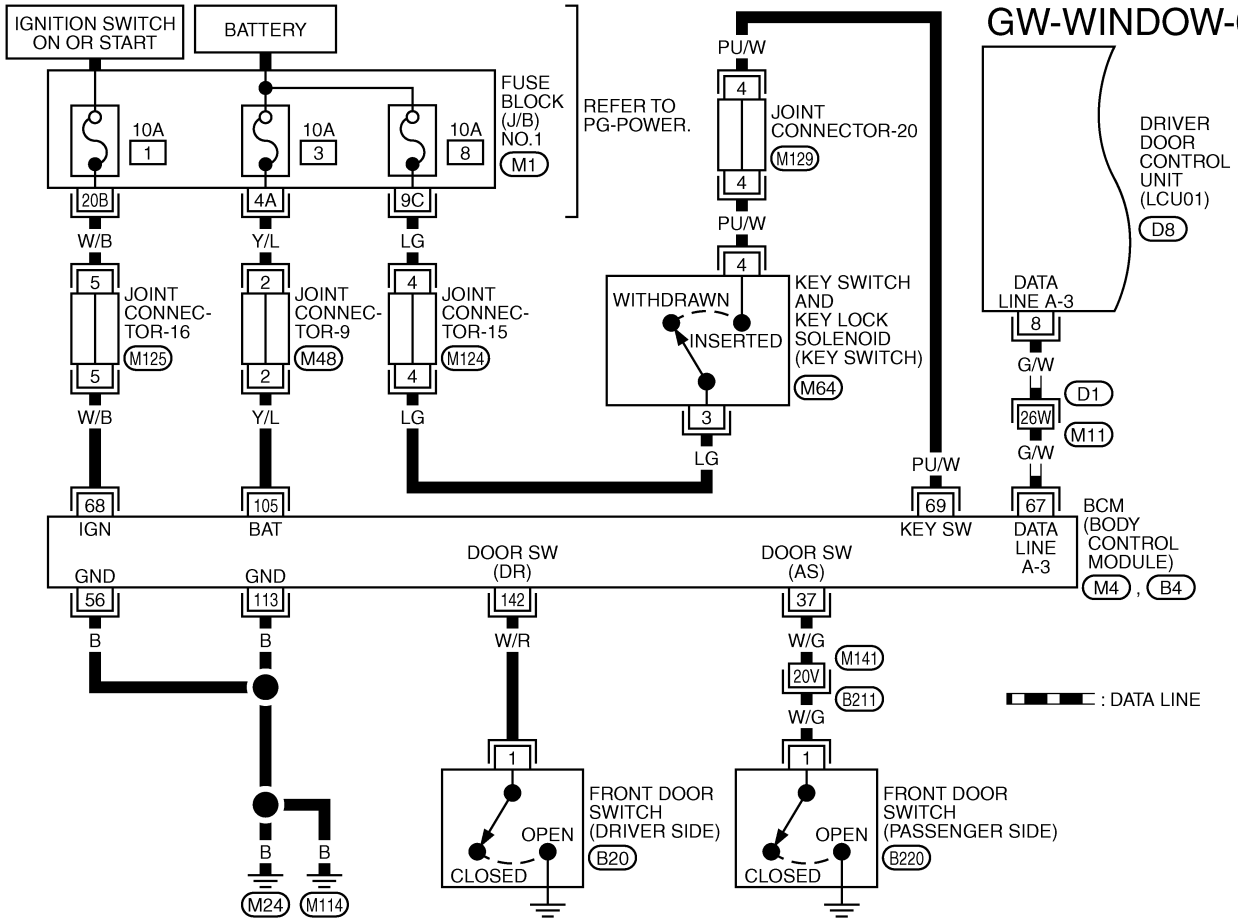 GW-WINDOW-
IGNITION SWITCH
ON OR START
BATTERY
10A
1
10A
3
10A
8
FUSE
BLOCK
(J/B)
NO.1
M1
REFER TO
PG-POWER.
20B
4A
9C
W/B
Y/L
LG
5
2
4
JOINT
CONNEC-
TOR-16
M125
JOINT
CONNEC-
TOR-9
M48
JOINT
CONNEC-
TOR-15
M124
5
2
4
W/B
Y/L
LG
PU/W
4
JOINT
CONNECTOR-20
M129
4
PU/W
4
WITHDRAWN
INSERTED
KEY SWITCH
AND
KEY LOCK
SOLENOID
(KEY SWITCH)
M64
3
LG
DRIVER
DOOR
CONTROL
UNIT
(LCU01)
D8
DATA
LINE A-3
8
G/W
D1
26W
M11
G/W
PU/W
68
105
69
67
IGN
BAT
KEY SW
DATA
LINE
A-3
BCM
(BODY
CONTROL
MODULE)
M4 , B4
GND
GND
DOOR SW
(DR)
DOOR SW
(AS)
56
113
142
37
B
B
W/R
W/G
M141
20V
B211
W/G
: DATA LINE
1
1
OPEN
CLOSED
FRONT DOOR
SWITCH
(DRIVER SIDE)
B20
OPEN
CLOSED
FRONT DOOR
SWITCH
(PASSENGER SIDE)
B220
B
B
M24
M114